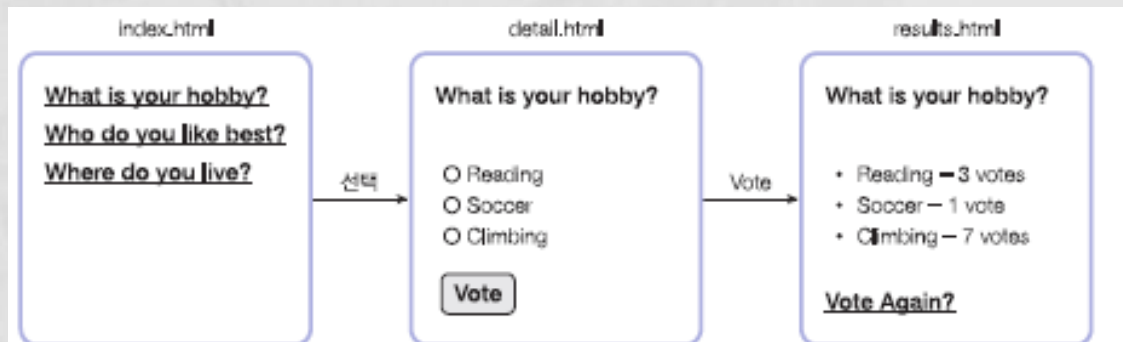 index.html
What is your hobby?
Who do you like best?
Where do you live?
선택
detail.html
What is your hobby?
Reading
Soccer
Climbing
Vote
Vote
results.html
What is your hobby?
• Reading – 3 votes
• Soccer – 1 vote
• Climbing – 7 votes
Vote Again?